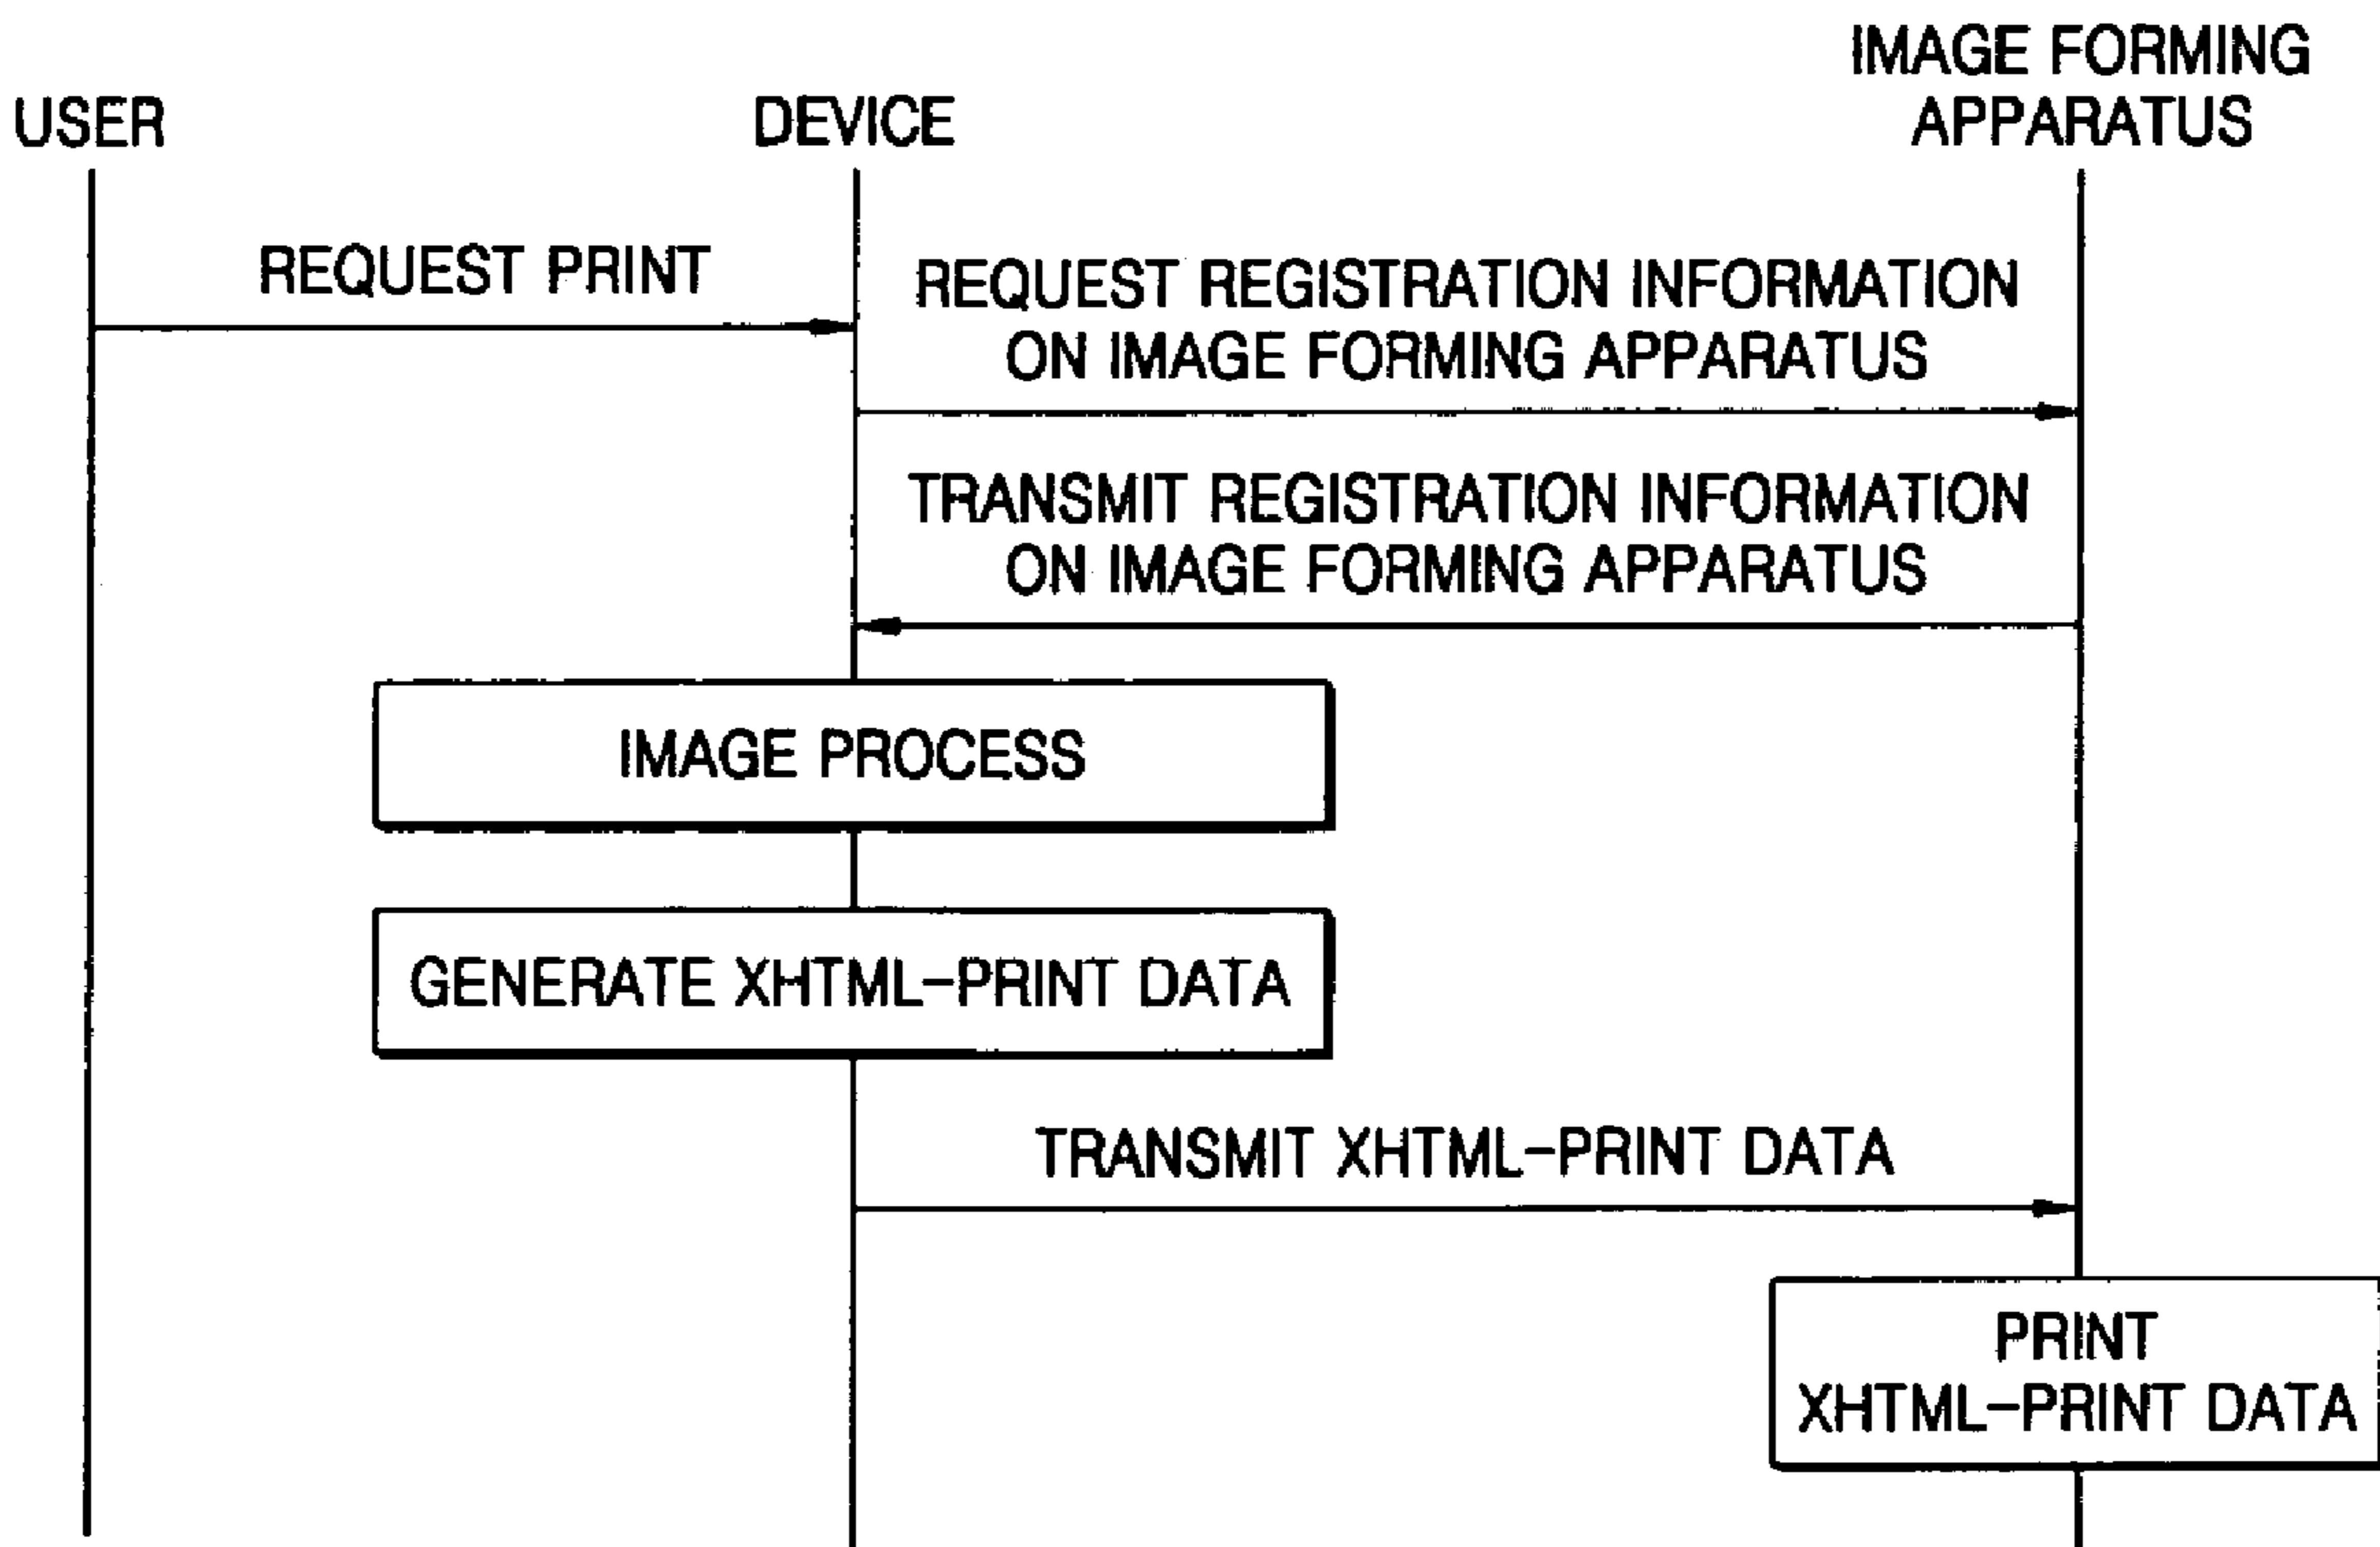 IMAGE FORMING
APPARATUS
USER
DEVICE
REQUEST PRINT
REQUEST REGISTRATION INFORMATION
ON IMAGE FORMING APPARATUS
TRANSMIT REGISTRATION INFORMATION
ON IMAGE FORMING APPARATUS
IMAGE PROCESS
GENERATE XHTML-PRINT DATA
TRANSMIT XHTML-PRINT DATA
PRINT
XHTML-PRINT DATA